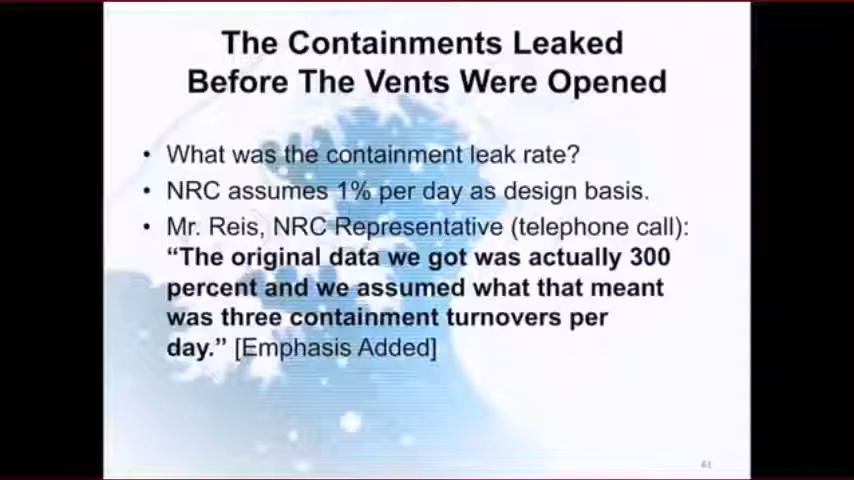 The Containments Leaked
Before The Vents Were Opened
• What was the containment leak rate?
• NRC assumes 1% per day as design basis.
• Mr. Reis, NRC Representative (telephone call):
“The original data we got was actually 300
percent and we assumed what that meant
was three containment turnovers per
day.” [Emphasis Added]
61